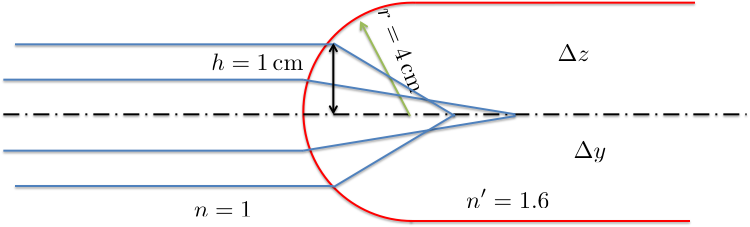 r = 4 cm
h = 1 cm
Δz
Δy
n = 1
n′ = 1.6